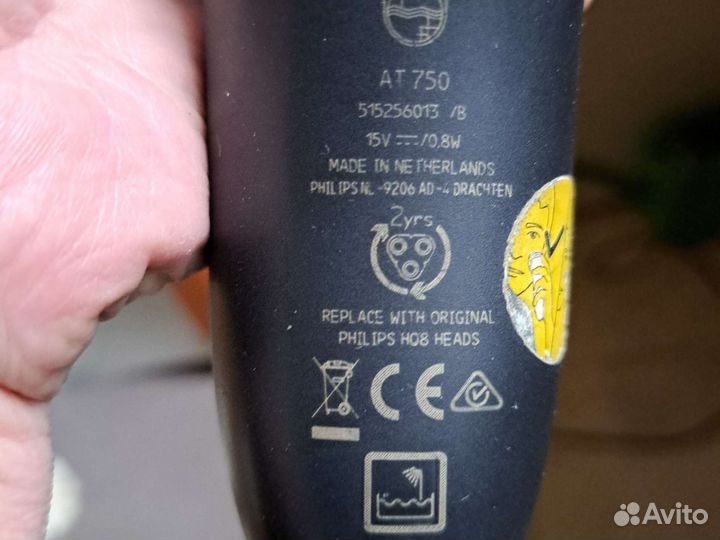 AT 750
515256013 /B
15V ⎓/0.8W
MADE IN NETHERLANDS
PHILIPS NL-9206 AD-4 DRACHTEN
2yrs
REPLACE WITH ORIGINAL
PHILIPS HQ8 HEADS
CE
Avito